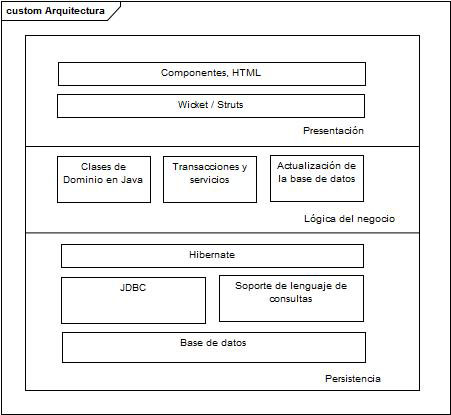 custom Arquitectura
Componentes, HTML
Wicket / Struts
Presentación
Clases de
Dominio en Java
Transacciones y
servicios
Actualización de
la base de datos
Lógica del negocio
Hibernate
JDBC
Soporte de lenguaje de
consultas
Base de datos
Persistencia